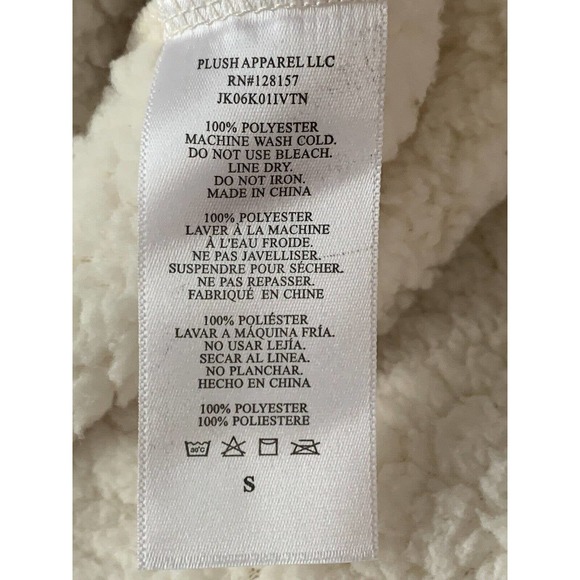 PLUSH APPAREL LLC
RN#128157
JK06K01IVTN
100% POLYESTER
MACHINE WASH COLD.
DO NOT USE BLEACH.
LINE DRY.
DO NOT IRON.
MADE IN CHINA
100% POLYESTER
LAVER À LA MACHINE
À L'EAU FROIDE.
NE PAS JAVELLISER.
SUSPENDRE POUR SÉCHER.
NE PAS REPASSER.
FABRIQUÉ EN CHINE
100% POLIÉSTER
LAVAR A MÁQUINA FRÍA.
NO USAR LEJÍA.
SECAR AL LINEA.
NO PLANCHAR.
HECHO EN CHINA
100% POLYESTER
100% POLIESTERE
30°C
S